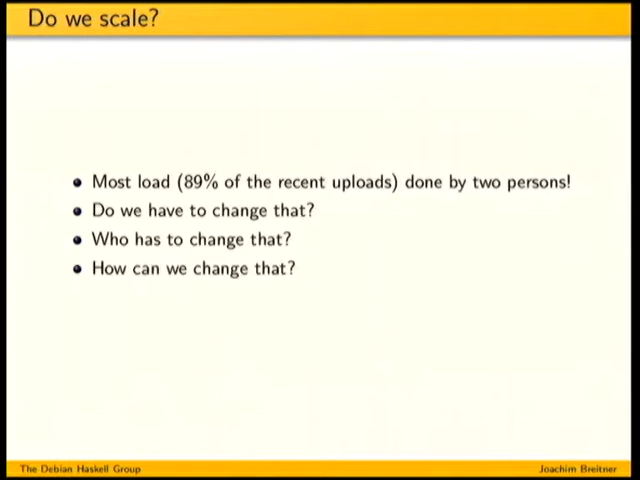 Do we scale?
Most load (89% of the recent uploads) done by two persons!
Do we have to change that?
Who has to change that?
How can we change that?
The Debian Haskell Group
Joachim Breitner